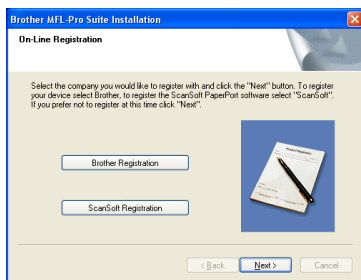 Brother MFL-Pro Suite Installation
On-Line Registration
Select the company you would like to register with and click the "Next" button. To register
your device select Brother, to register the ScanSoft PaperPort software select "ScanSoft".
If you prefer not to register at this time click "Next".
Brother Registration
ScanSoft Registration
< Back
Next >
Cancel